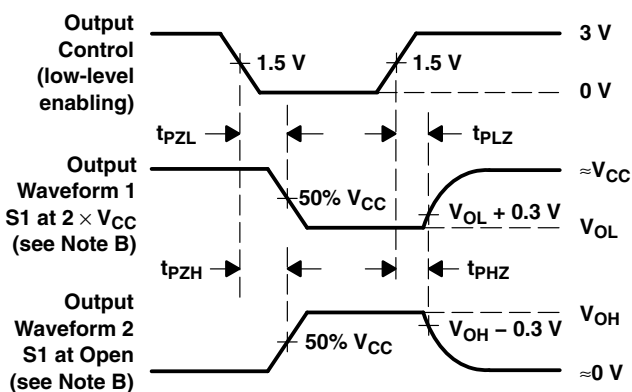 Output
Control
(low-level
enabling)
1.5 V
1.5 V
3 V
0 V
tPZL
tPLZ
Output
Waveform 1
S1 at 2 × VCC
(see Note B)
50% VCC
VOL + 0.3 V
≈VCC
VOL
tPZH
tPHZ
Output
Waveform 2
S1 at Open
(see Note B)
50% VCC
VOH − 0.3 V
VOH
≈0 V